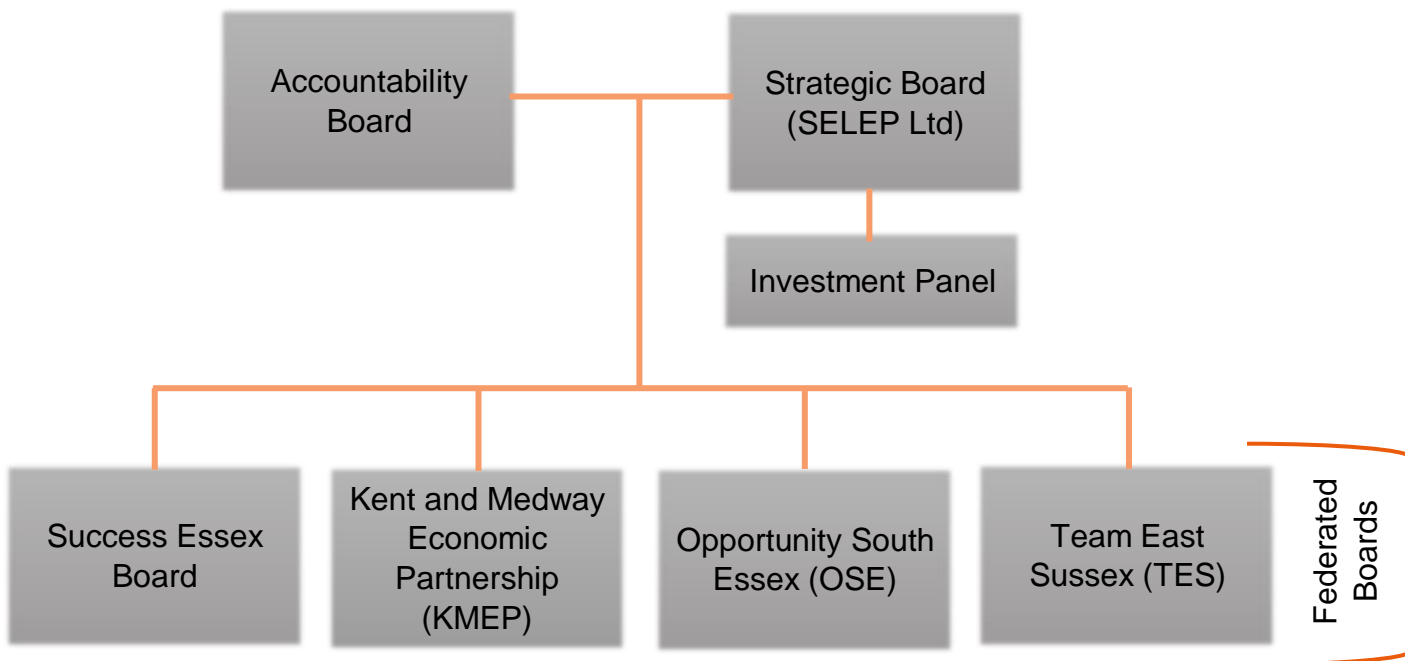 Accountability
Board
Strategic Board
(SELEP Ltd)
Investment Panel
Success Essex
Board
Kent and Medway
Economic
Partnership
(KMEP)
Opportunity South
Essex (OSE)
Team East
Sussex (TES)
Federated
Boards